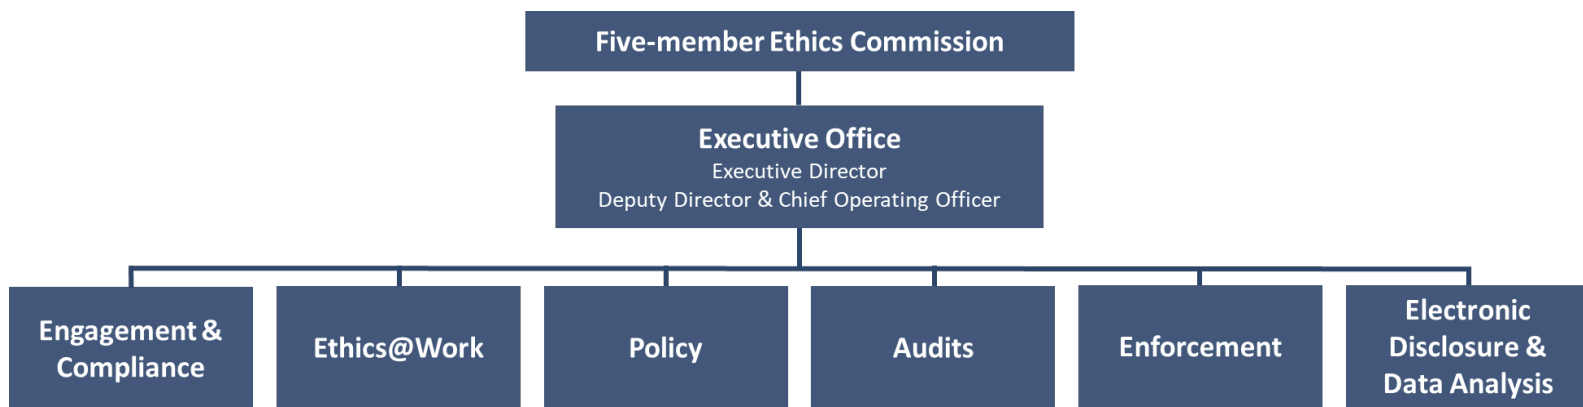 Five-member Ethics Commission
Executive Office
Executive Director
Deputy Director & Chief Operating Officer
Engagement &
Compliance
Ethics@Work
Policy
Audits
Enforcement
Electronic
Disclosure &
Data Analysis